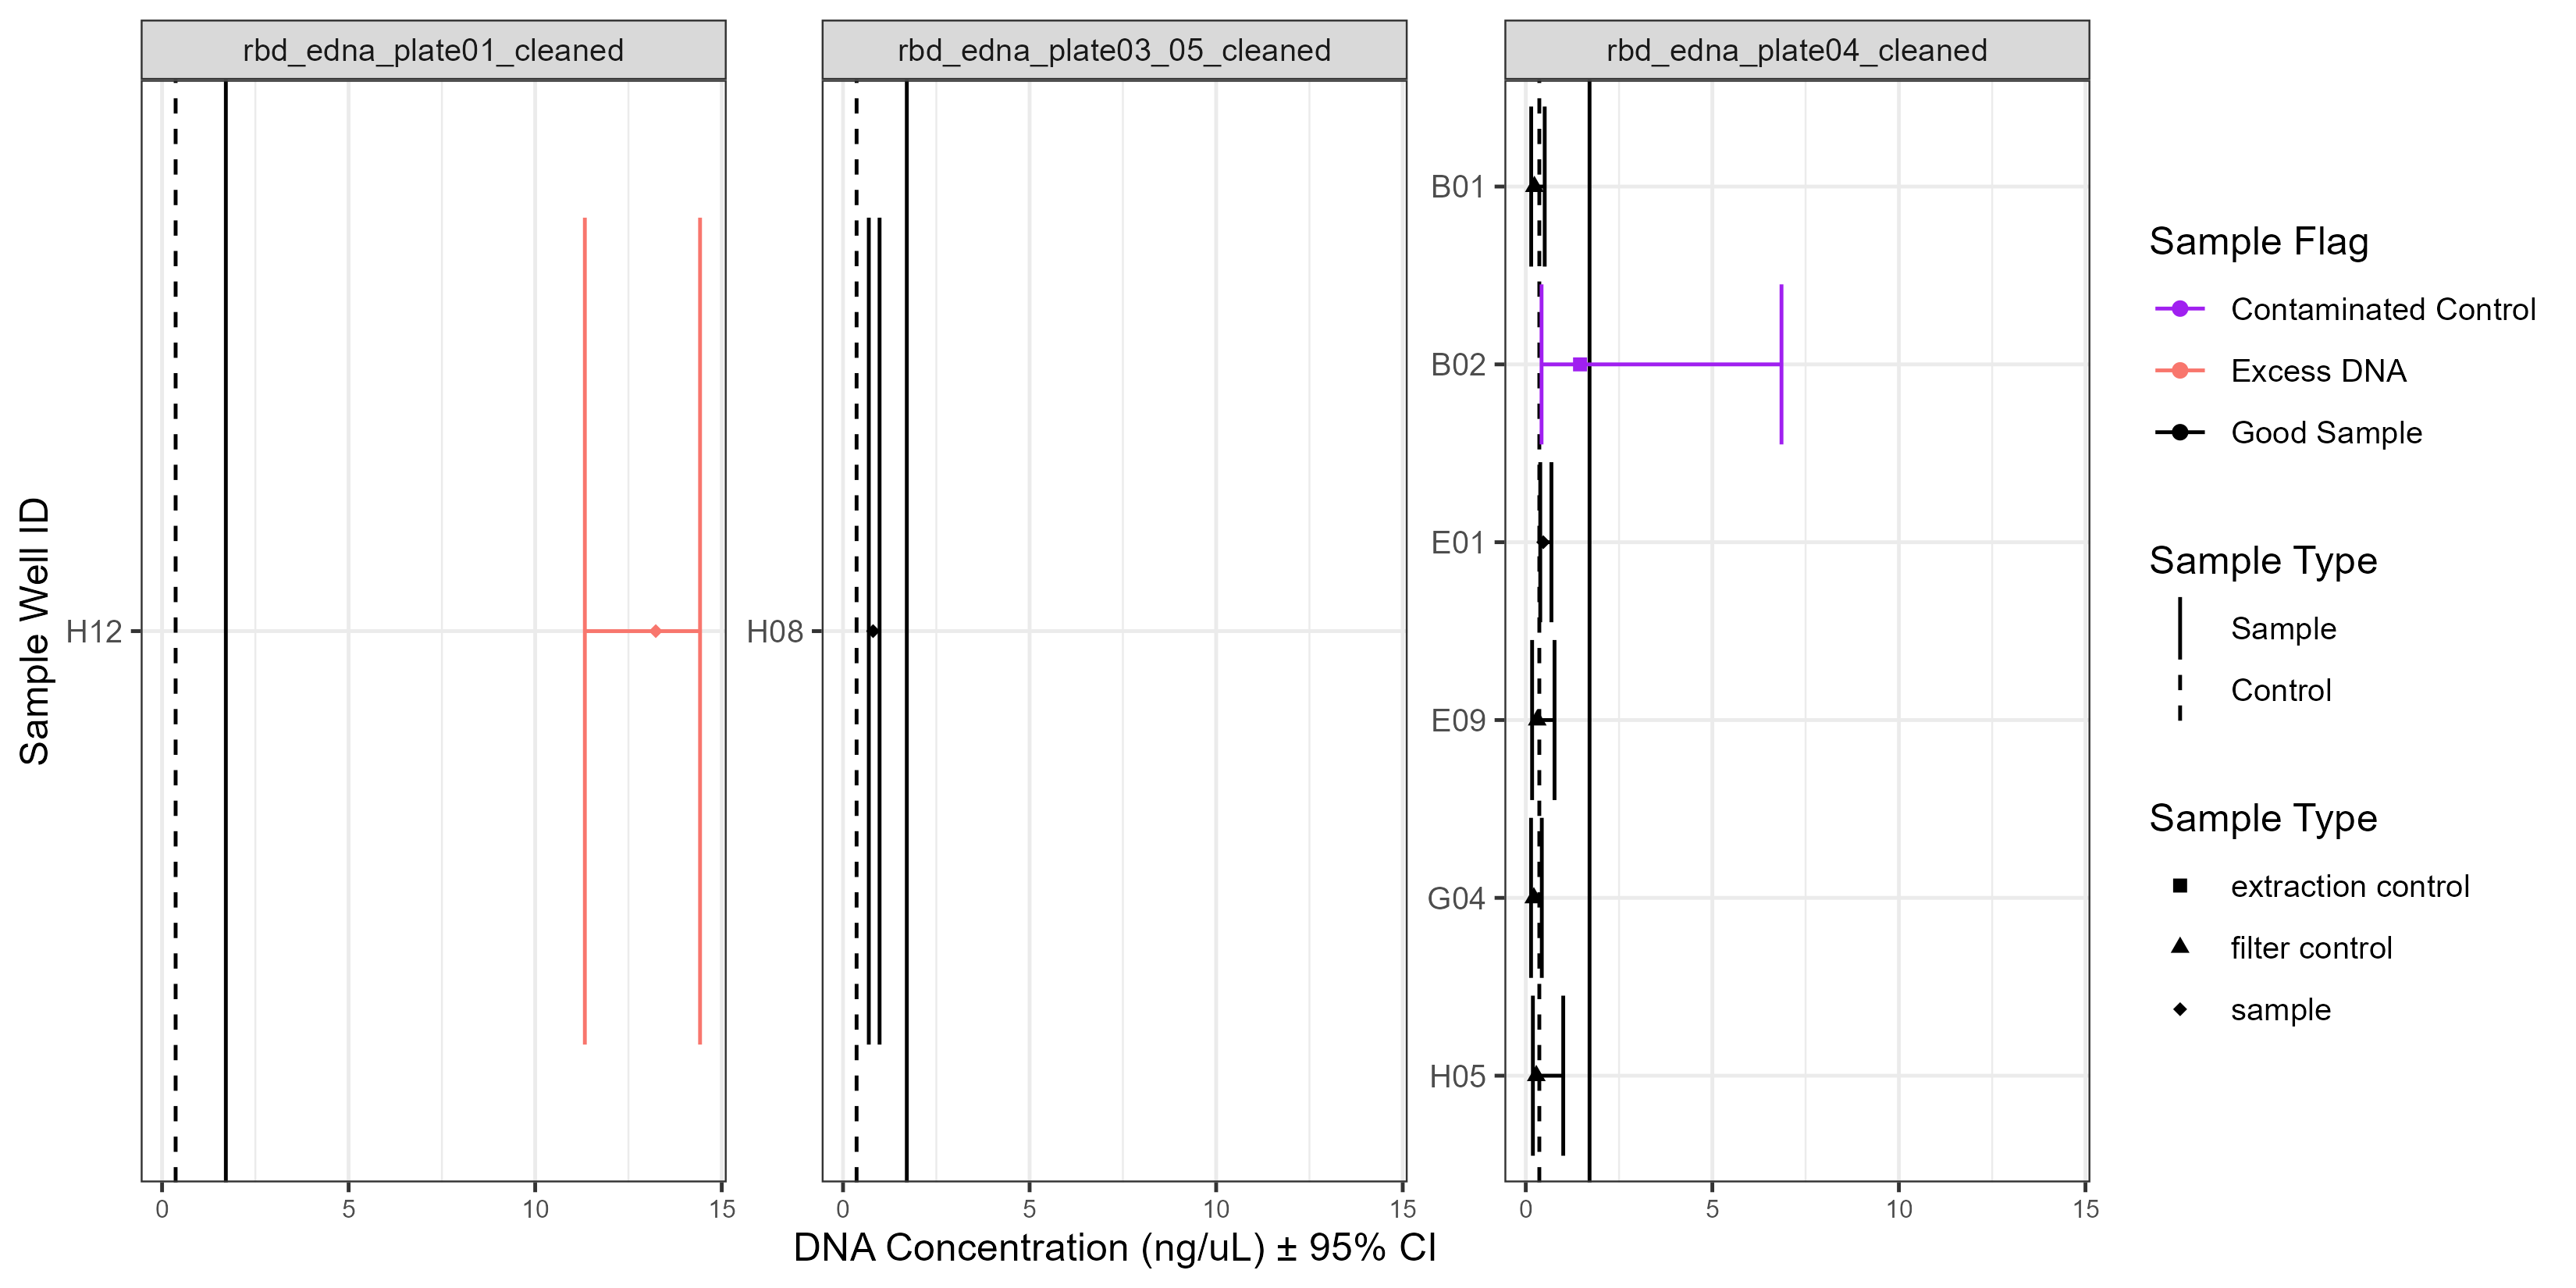 rbd_edna_plate01_cleaned
rbd_edna_plate03_05_cleaned
rbd_edna_plate04_cleaned
Sample Well ID
H12
H08
B01
B02
E01
E09
G04
H05
0 5 10 15
0 5 10 15
0 5 10 15
DNA Concentration (ng/uL) ± 95% CI
Sample Flag
Contaminated Control
Excess DNA
Good Sample
Sample Type
Sample
Control
Sample Type
extraction control
filter control
sample